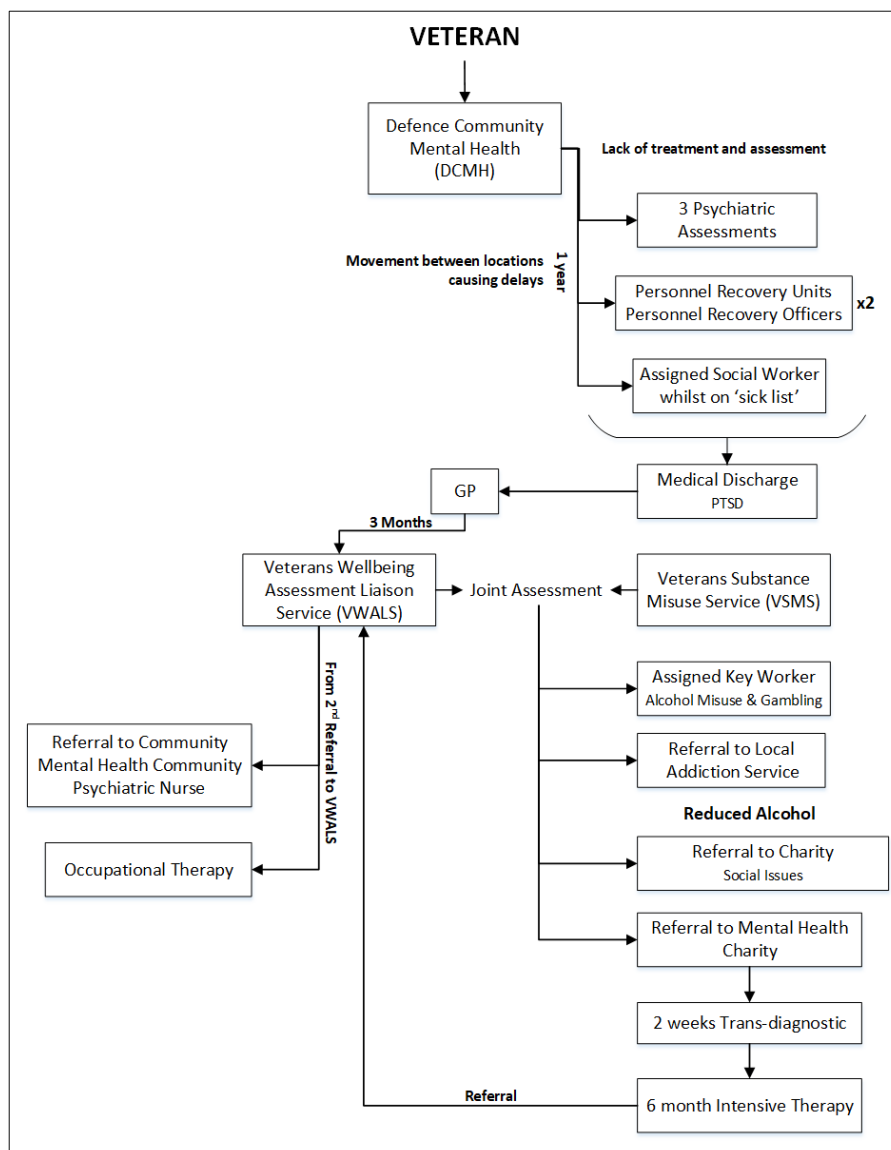 VETERAN
Defence Community
Mental Health
(DCMH)
Lack of treatment and assessment
3 Psychiatric
Assessments
Movement between locations
causing delays
1 year
Personnel Recovery Units
Personnel Recovery Officers
x2
Assigned Social Worker
whilst on ‘sick list’
Medical Discharge
PTSD
GP
3 Months
Veterans Wellbeing
Assessment Liaison
Service (VWALS)
Joint Assessment
Veterans Substance
Misuse Service (VSMS)
From 2nd Referral to VWALS
Assigned Key Worker
Alcohol Misuse & Gambling
Referral to Community
Mental Health Community
Psychiatric Nurse
Referral to Local
Addiction Service
Reduced Alcohol
Occupational Therapy
Referral to Charity
Social Issues
Referral to Mental Health
Charity
2 weeks Trans-diagnostic
Referral
6 month Intensive Therapy